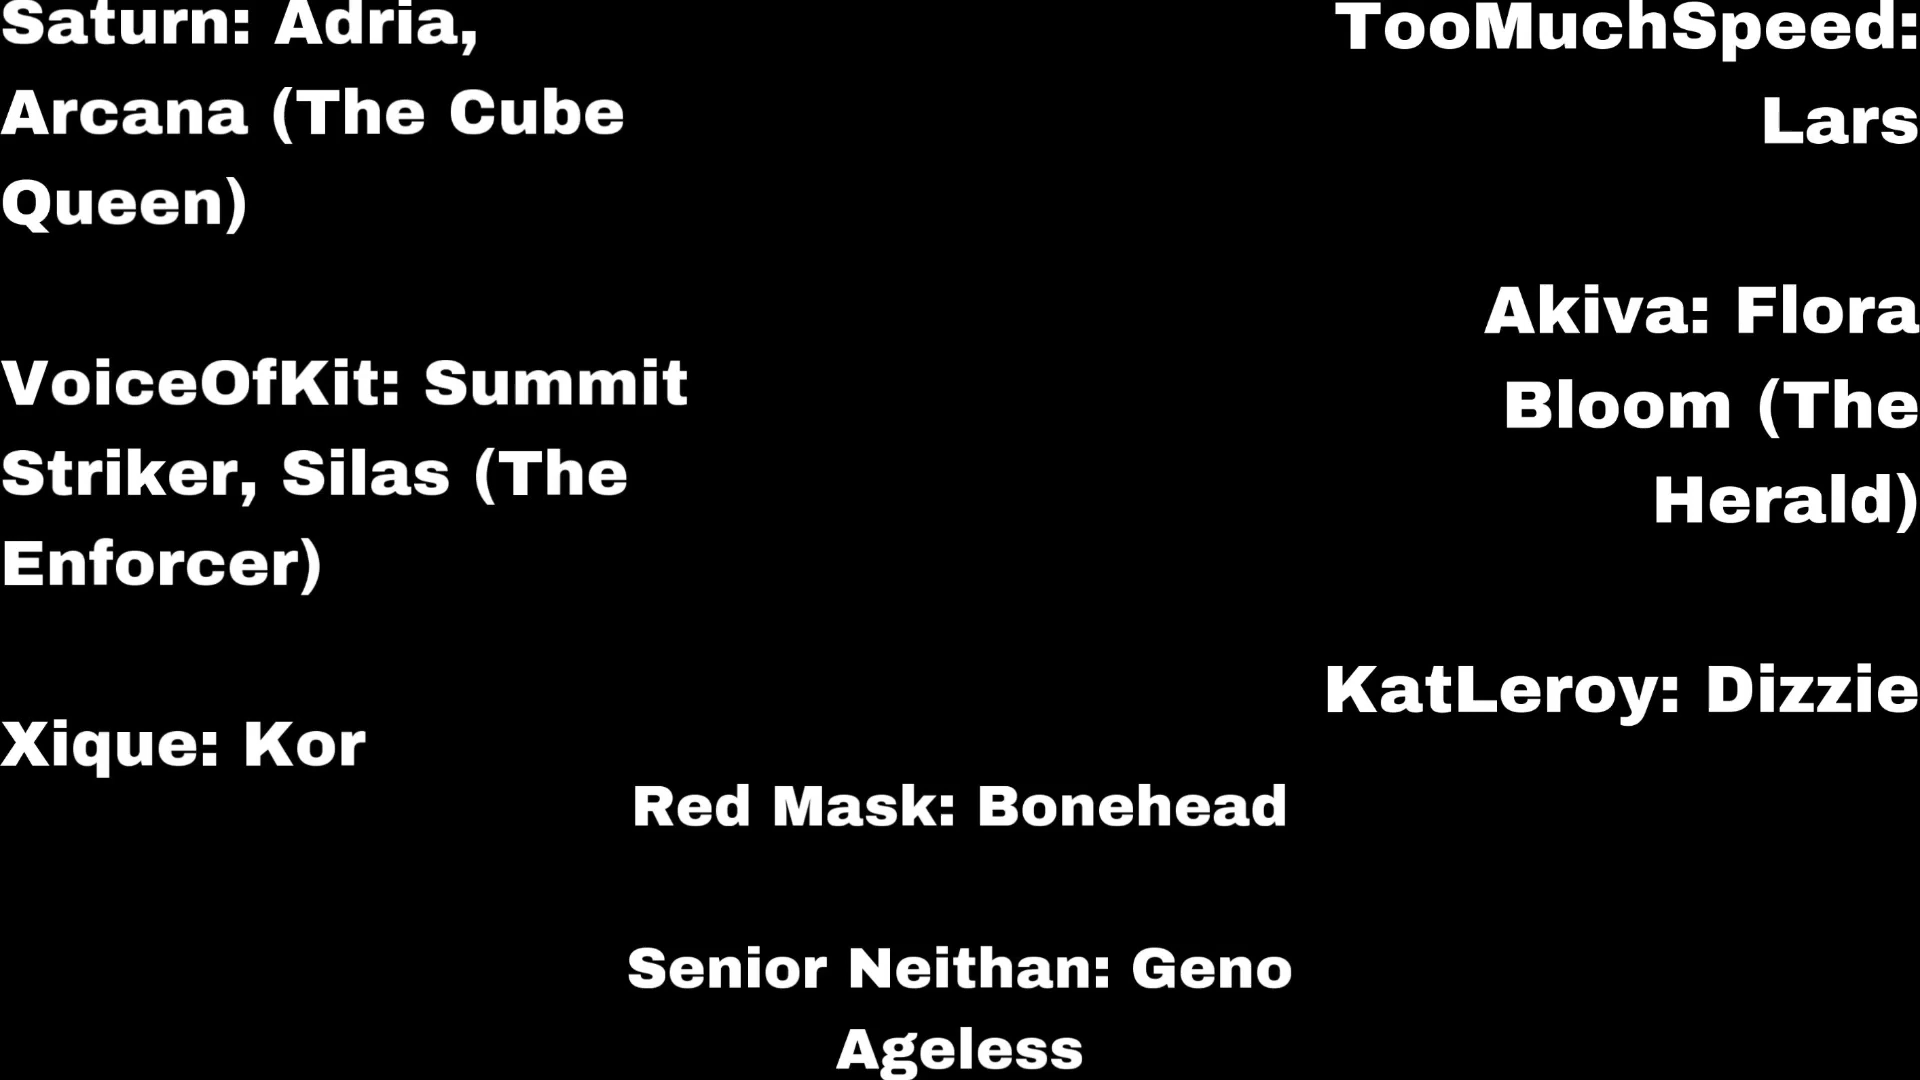 Saturn: Adria,
Arcana (The Cube
Queen)
VoiceOfKit: Summit
Striker, Silas (The
Enforcer)
Xique: Kor
TooMuchSpeed:
Lars
Akiva: Flora
Bloom (The
Herald)
KatLeroy: Dizzie
Red Mask: Bonehead
Senior Neithan: Geno
Ageless